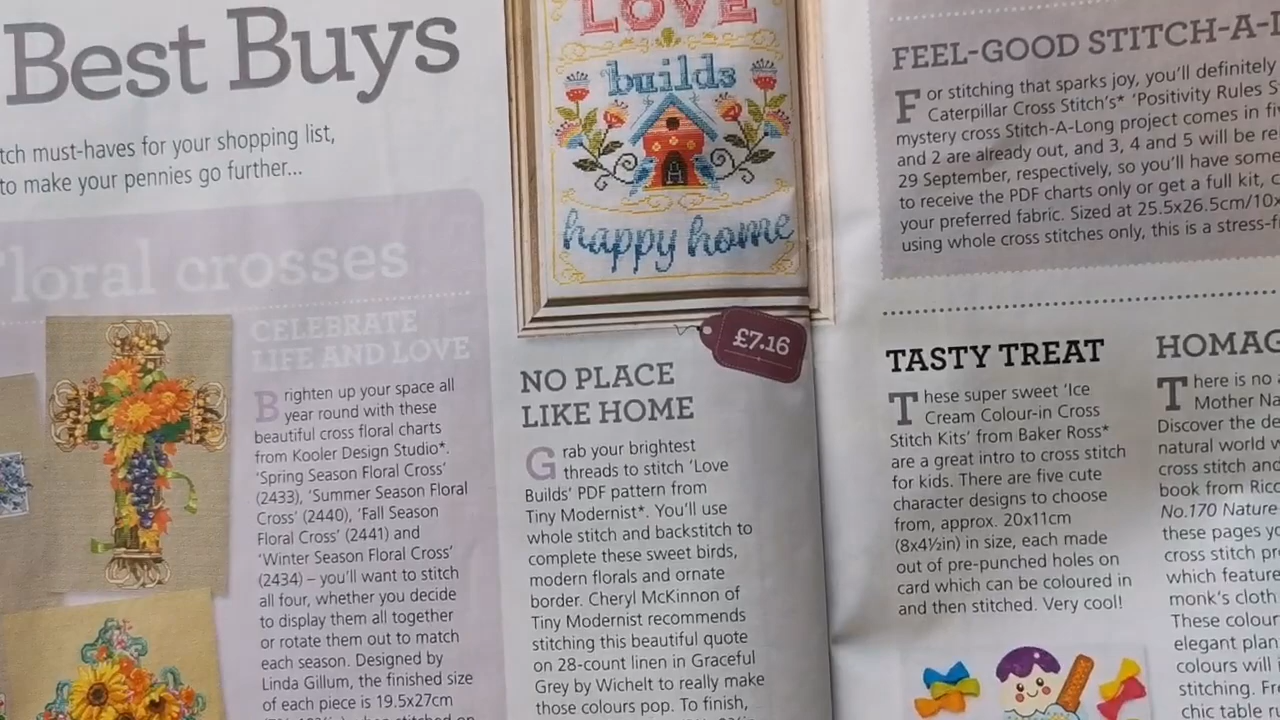 Best Buys
tch must-haves for your shopping list,
to make your pennies go further...
loral crosses
CELEBRATE
LIFE AND LOVE
Brighten up your space all
year round with these
beautiful cross floral charts
from Kooler Design Studio*.
'Spring Season Floral Cross'
(2433), 'Summer Season Floral
Cross' (2440), 'Fall Season
Floral Cross' (2441) and
'Winter Season Floral Cross'
(2434) – you'll want to stitch
all four, whether you decide
to display them all together
or rotate them out to match
each season. Designed by
Linda Gillum, the finished size
of each piece is 19.5x27cm
LOVE
builds
happy home
£7.16
NO PLACE
LIKE HOME
Grab your brightest
threads to stitch 'Love
Builds' PDF pattern from
Tiny Modernist*. You'll use
whole stitch and backstitch to
complete these sweet birds,
modern florals and ornate
border. Cheryl McKinnon of
Tiny Modernist recommends
stitching this beautiful quote
on 28-count linen in Graceful
Grey by Wichelt to really make
those colours pop. To finish,
FEEL-GOOD STITCH-A-
For stitching that sparks joy, you'll definitely
Caterpillar Cross Stitch's* 'Positivity Rules S
mystery cross Stitch-A-Long project comes in fi
and 2 are already out, and 3, 4 and 5 will be re
29 September, respectively, so you'll have some
to receive the PDF charts only or get a full kit, c
your preferred fabric. Sized at 25.5x26.5cm/10x
using whole cross stitches only, this is a stress-f
TASTY TREAT
These super sweet 'Ice
Cream Colour-in Cross
Stitch Kits' from Baker Ross*
are a great intro to cross stitch
for kids. There are five cute
character designs to choose
from, approx. 20x11cm
(8x4½in) in size, each made
out of pre-punched holes on
card which can be coloured in
and then stitched. Very cool!
HOMAG
There is no
Mother Na
Discover the de
natural world w
cross stitch and
book from Rico
No.170 Nature
these pages yo
cross stitch pr
which feature
monk's cloth
These colour
elegant plan
colours will
stitching. Fr
chic table ru